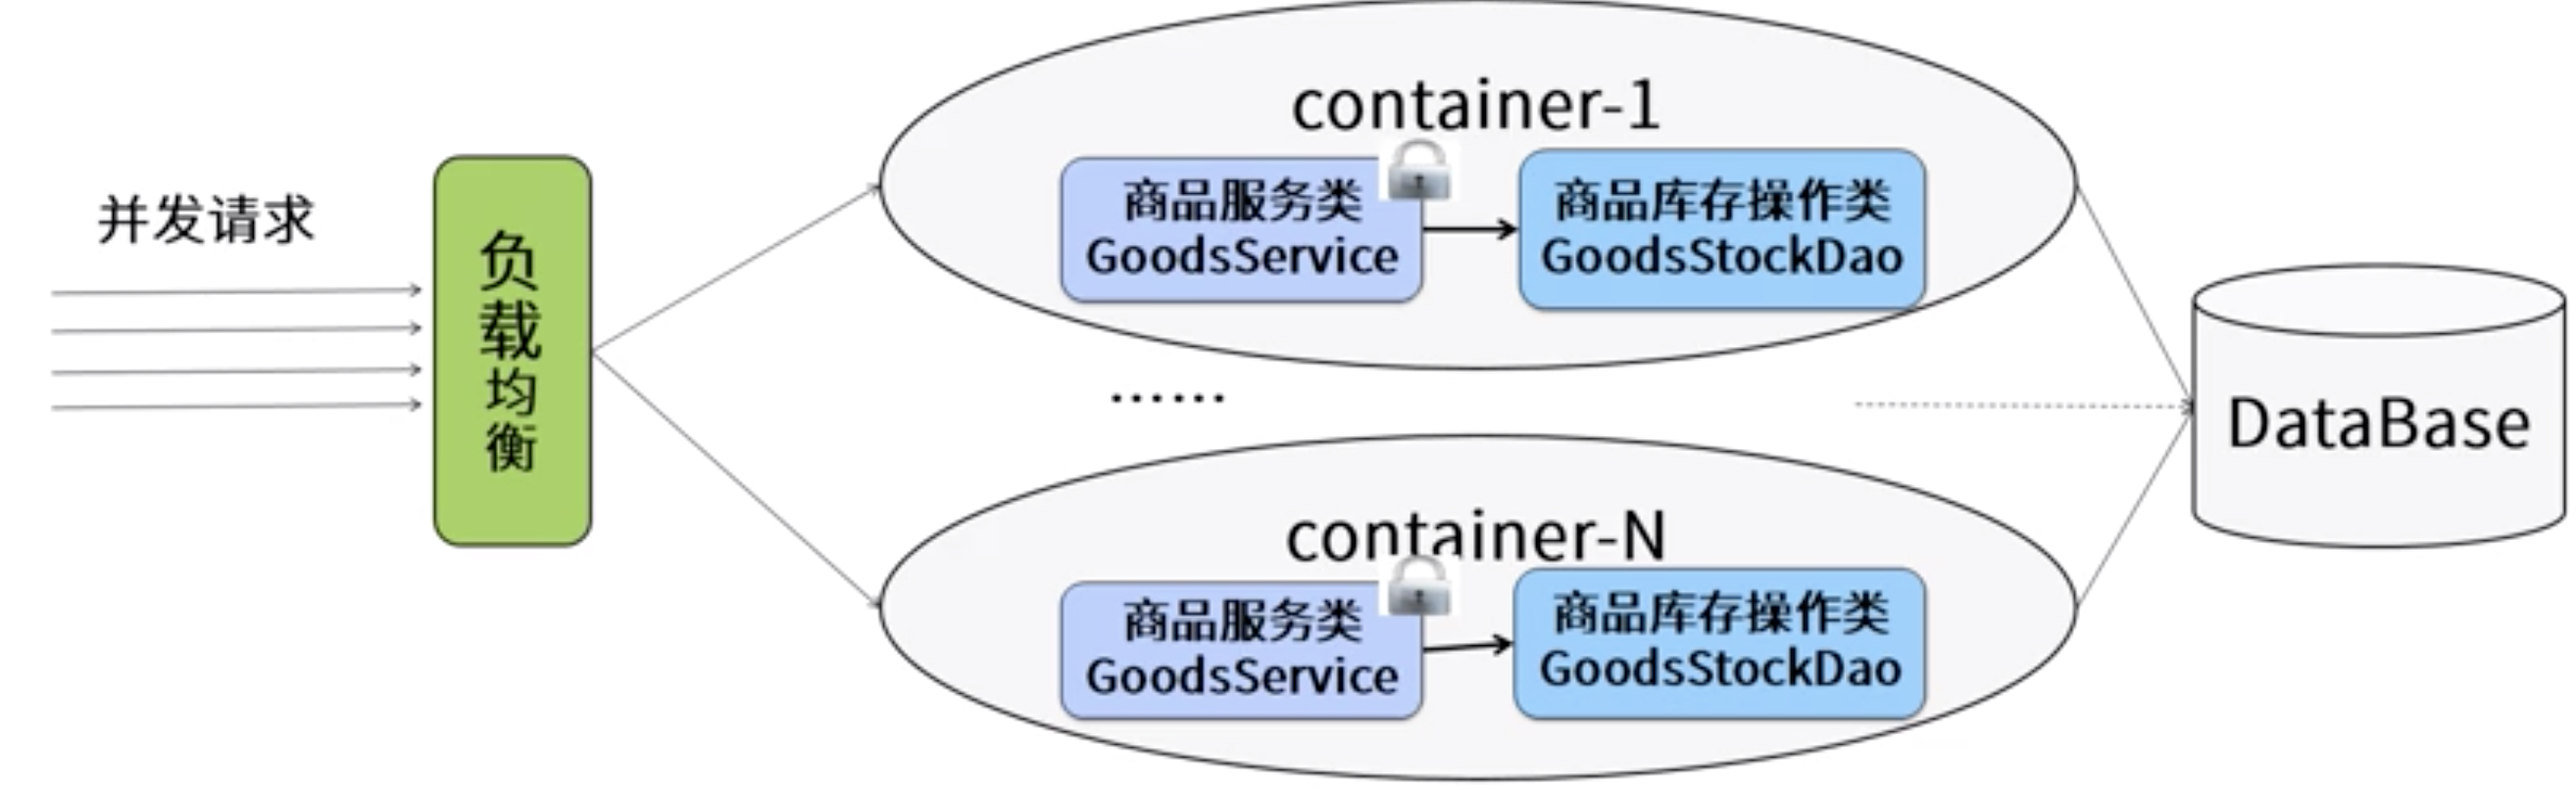 并发请求
负载均衡
container-1
商品服务类
GoodsService
商品库存操作类
GoodsStockDao
......
container-N
商品服务类
GoodsService
商品库存操作类
GoodsStockDao
DataBase